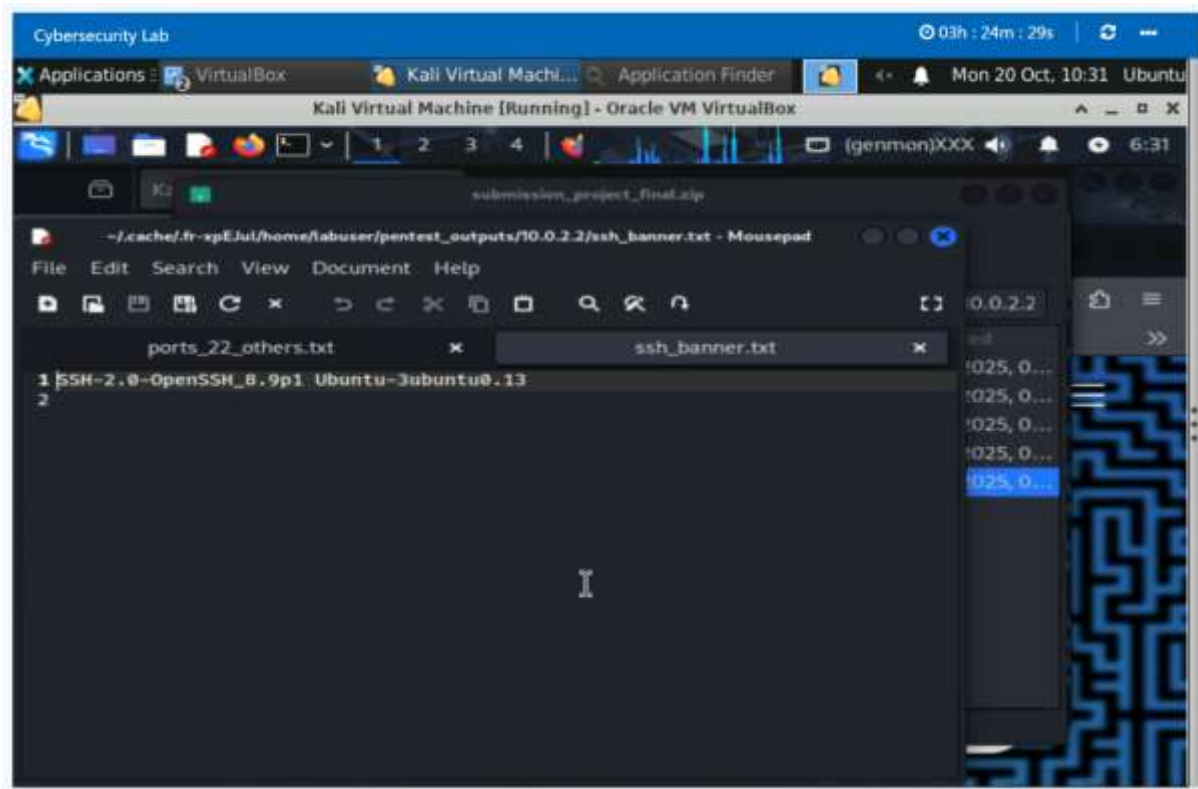 Cybersecurity Lab
03h : 24m : 29s
Applications
VirtualBox
Kali Virtual Machi...
Application Finder
Mon 20 Oct, 10:31 Ubuntu
Kali Virtual Machine [Running] - Oracle VM VirtualBox
1 2 3 4
(genmon)XXX
6:31
submission_project_final.zip
~/.cache/.fr-xpEJul/home/labuser/pentest_outputs/10.0.2.2/ssh_banner.txt - Mousepad
File Edit Search View Document Help
10.0.2.2
ports_22_others.txt
ssh_banner.txt
1 SSH-2.0-OpenSSH_8.9p1 Ubuntu-3ubuntu0.13
2
2025, 0...
2025, 0...
2025, 0...
2025, 0...
2025, 0...